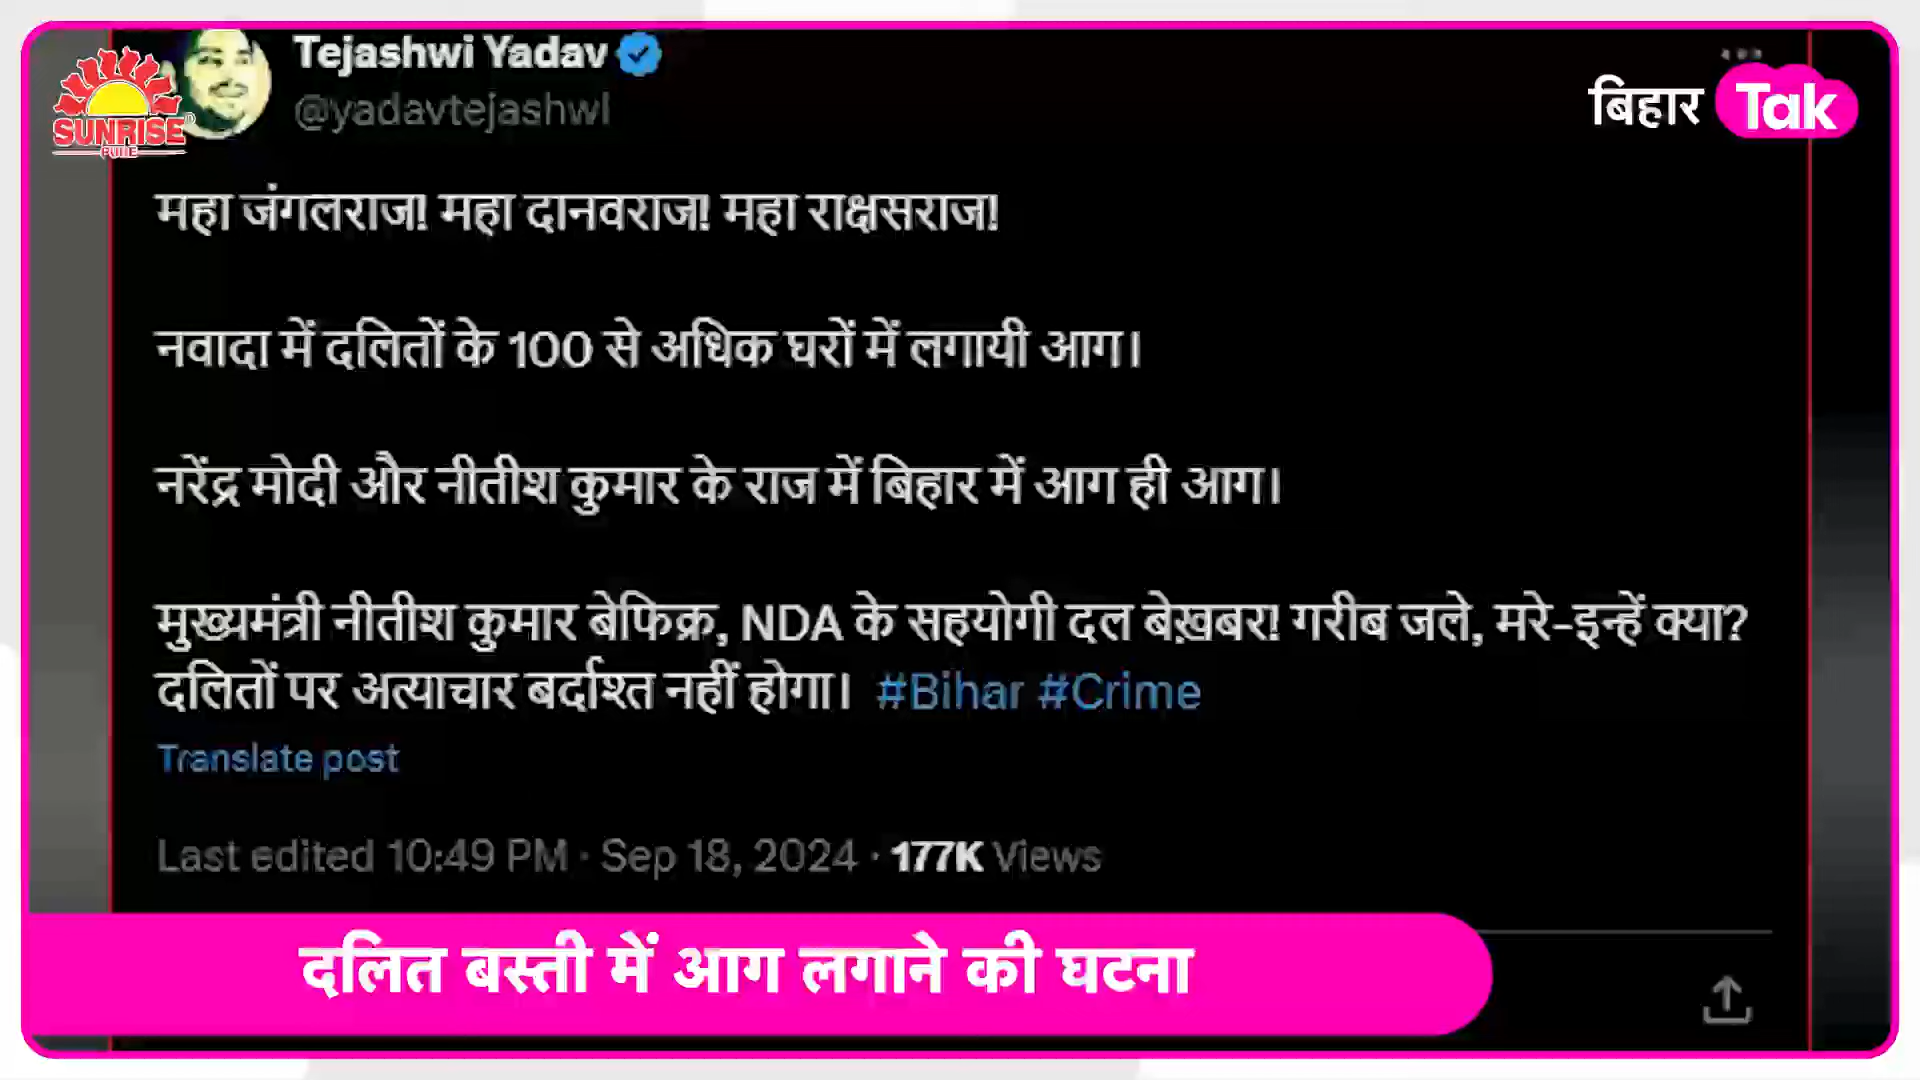 Tejashwi Yadav
@yadavtejashwi
SUNRISE
PURE
बिहार Tak
महा जंगलराज! महा दानवराज! महा राक्षसराज!
नवादा में दलितों के 100 से अधिक घरों में लगायी आग।
नरेंद्र मोदी और नीतीश कुमार के राज में बिहार में आग ही आग।
मुख्यमंत्री नीतीश कुमार बेफिक्र, NDA के सहयोगी दल बेख़बर! गरीब जले, मरे-इन्हें क्या?
दलितों पर अत्याचार बर्दाश्त नहीं होगा। #Bihar #Crime
Translate post
Last edited 10:49 PM · Sep 18, 2024 · 177K Views
दलित बस्ती में आग लगाने की घटना